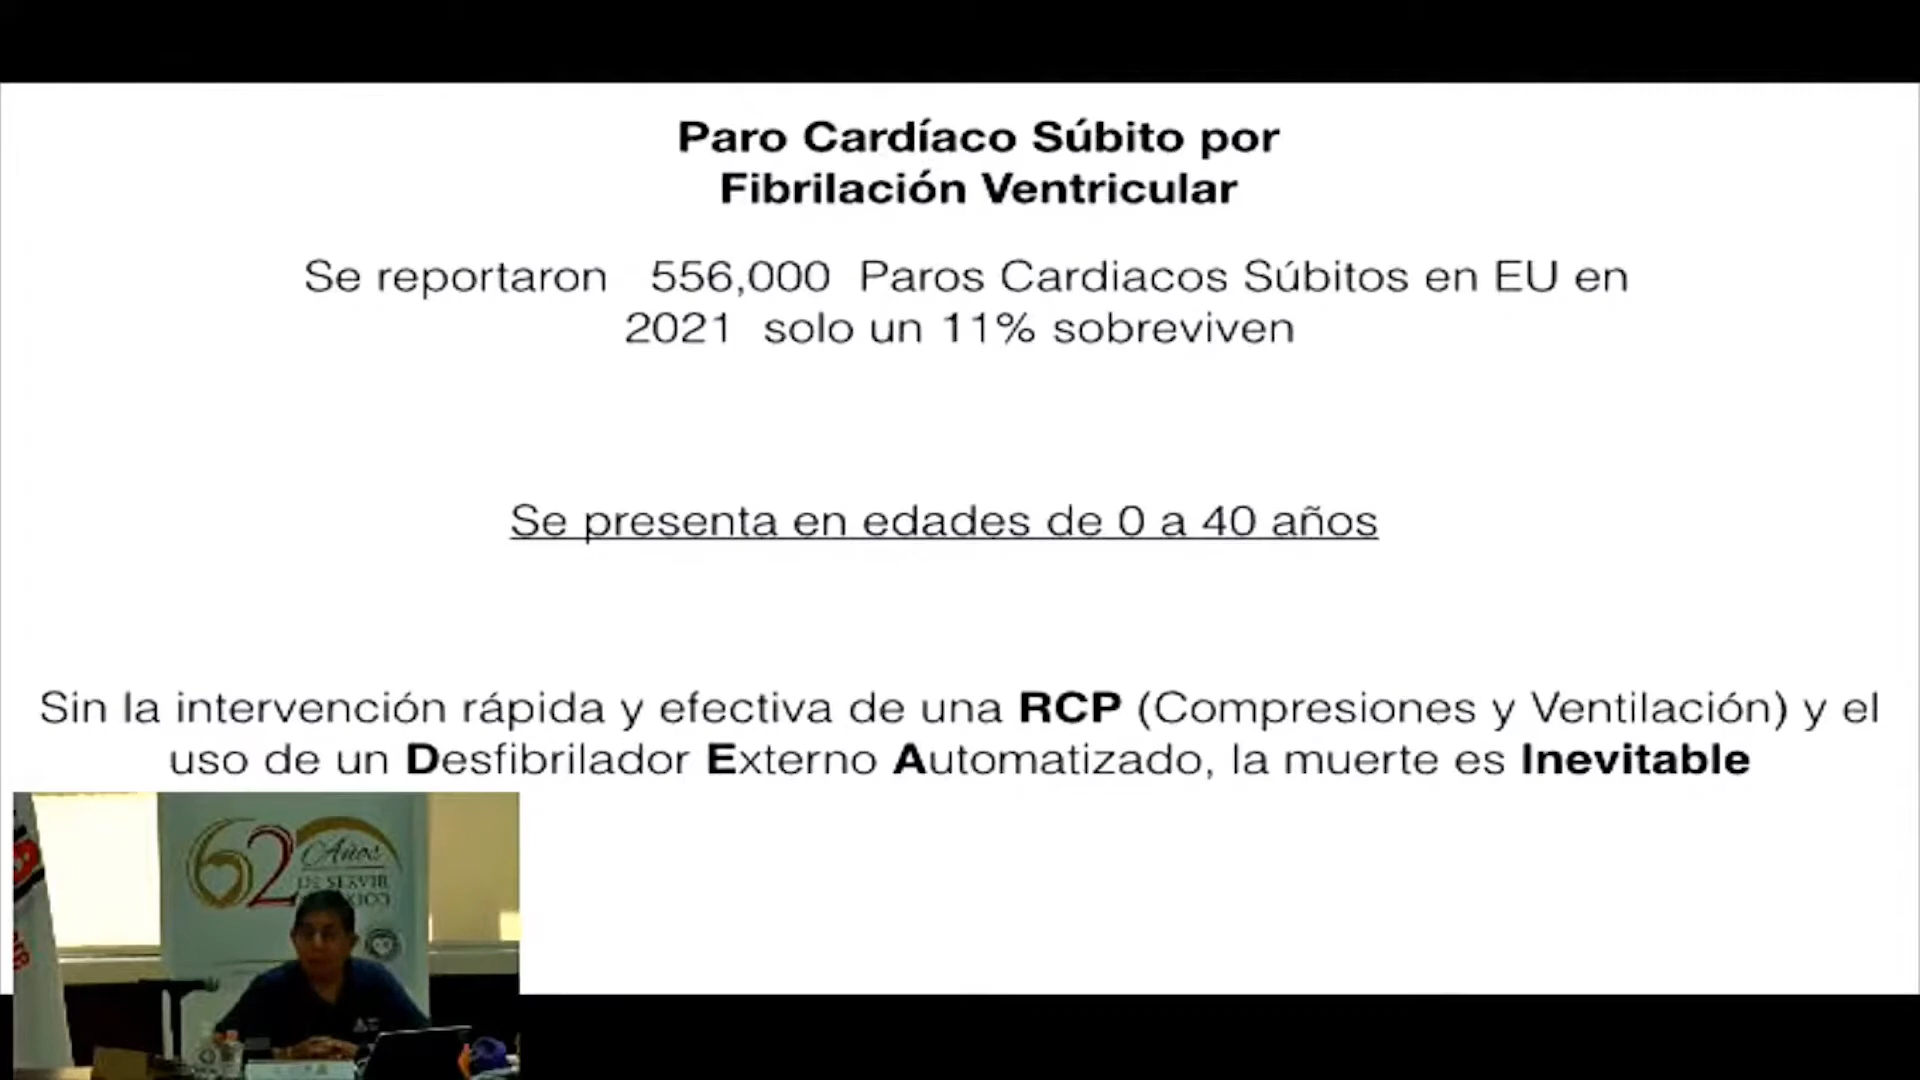 Paro Cardíaco Súbito por
Fibrilación Ventricular
Se reportaron 556,000 Paros Cardiacos Súbitos en EU en
2021 solo un 11% sobreviven
Se presenta en edades de 0 a 40 años
Sin la intervención rápida y efectiva de una RCP (Compresiones y Ventilación) y el
uso de un Desfibrilador Externo Automatizado, la muerte es Inevitable
62 Años
DE SERVIR